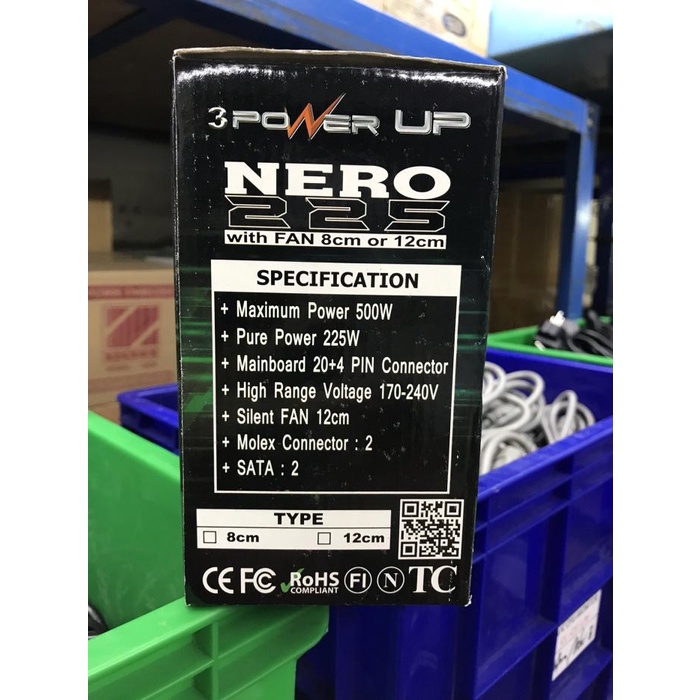 3POWER UP
NERO
225
with FAN 8cm or 12cm
SPECIFICATION
+ Maximum Power 500W
+ Pure Power 225W
+ Mainboard 20+4 PIN Connector
+ High Range Voltage 170-240V
+ Silent FAN 12cm
+ Molex Connector : 2
+ SATA : 2
TYPE
8cm 12cm
CE FC RoHS FI N TC
COMPLIANT